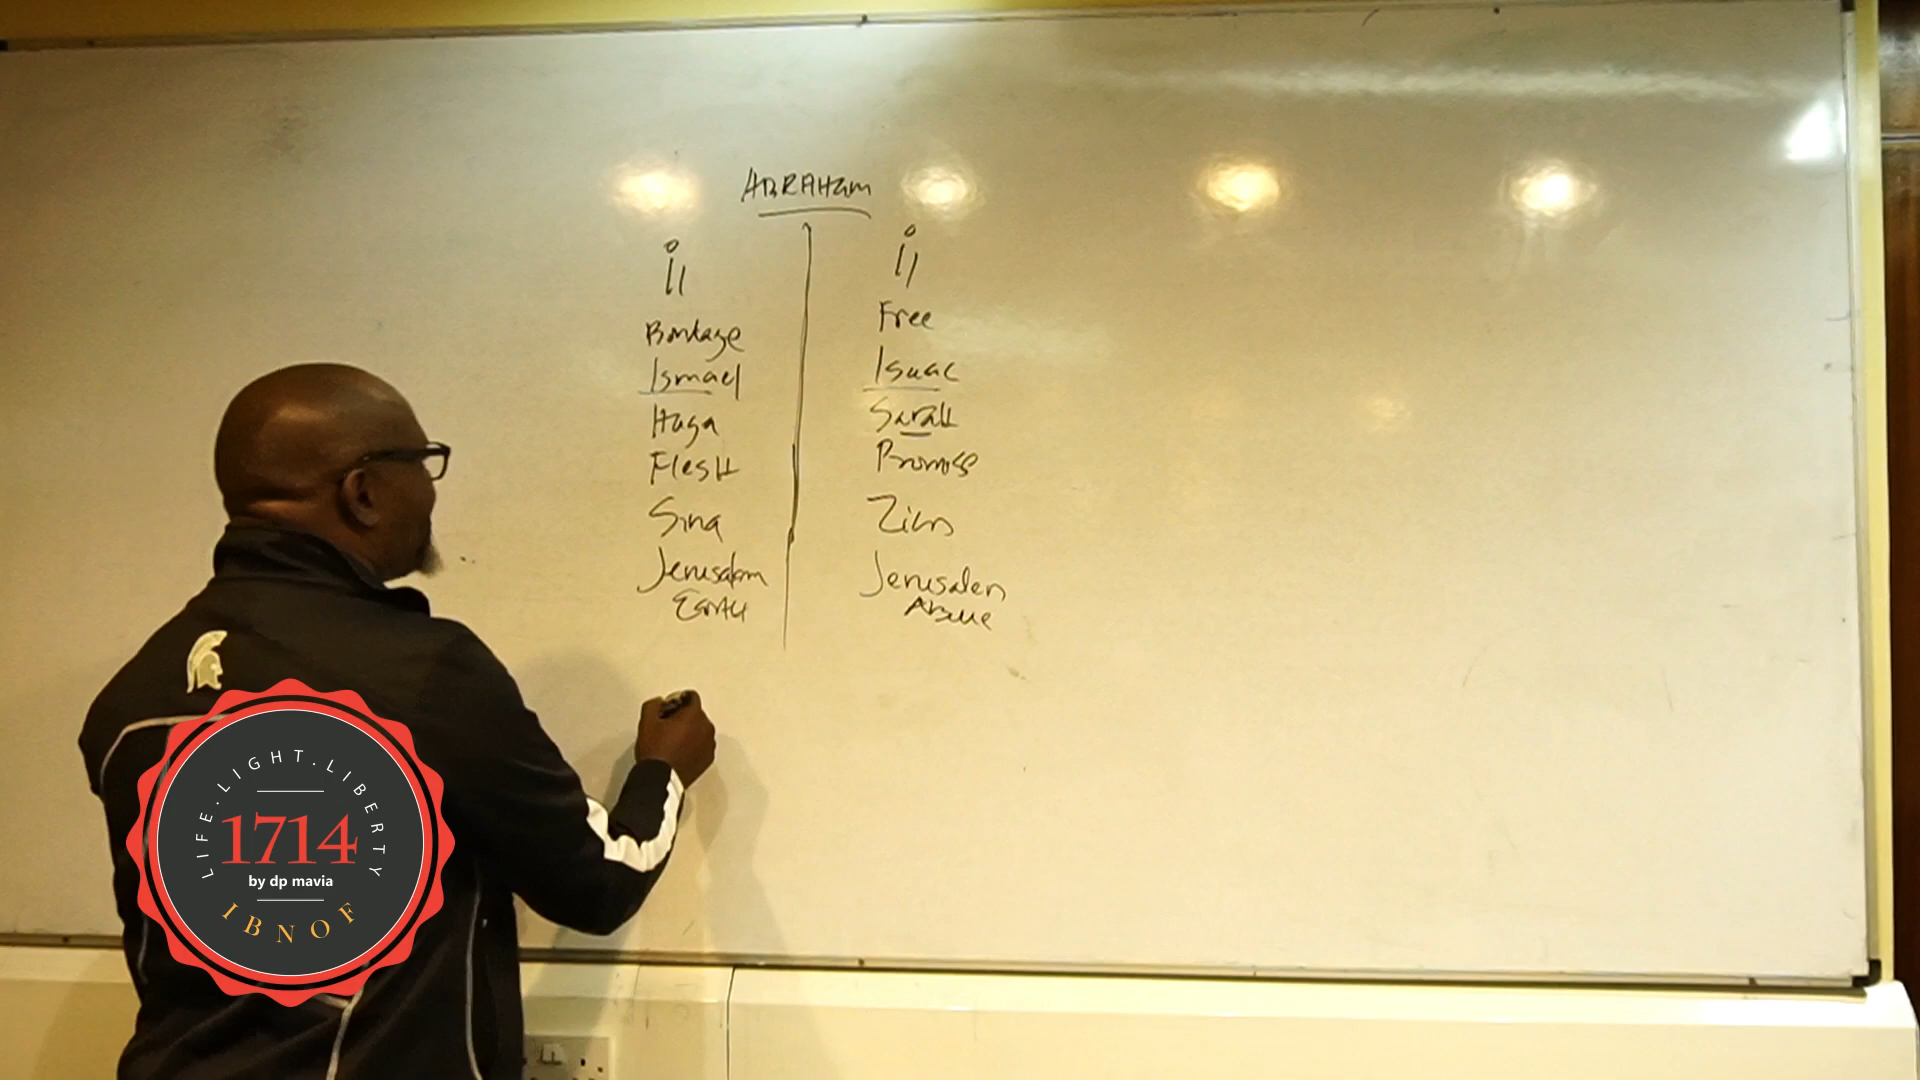 ABRAHAM
Bondage
Ismael
Haga
Flesh
Sina
Jerusalem
Earth
Free
Isaac
Sarah
Promise
Zion
Jerusalem
Above
LIFE.LIGHT.LIBERTY
1714
by dp mavia
IBNOF